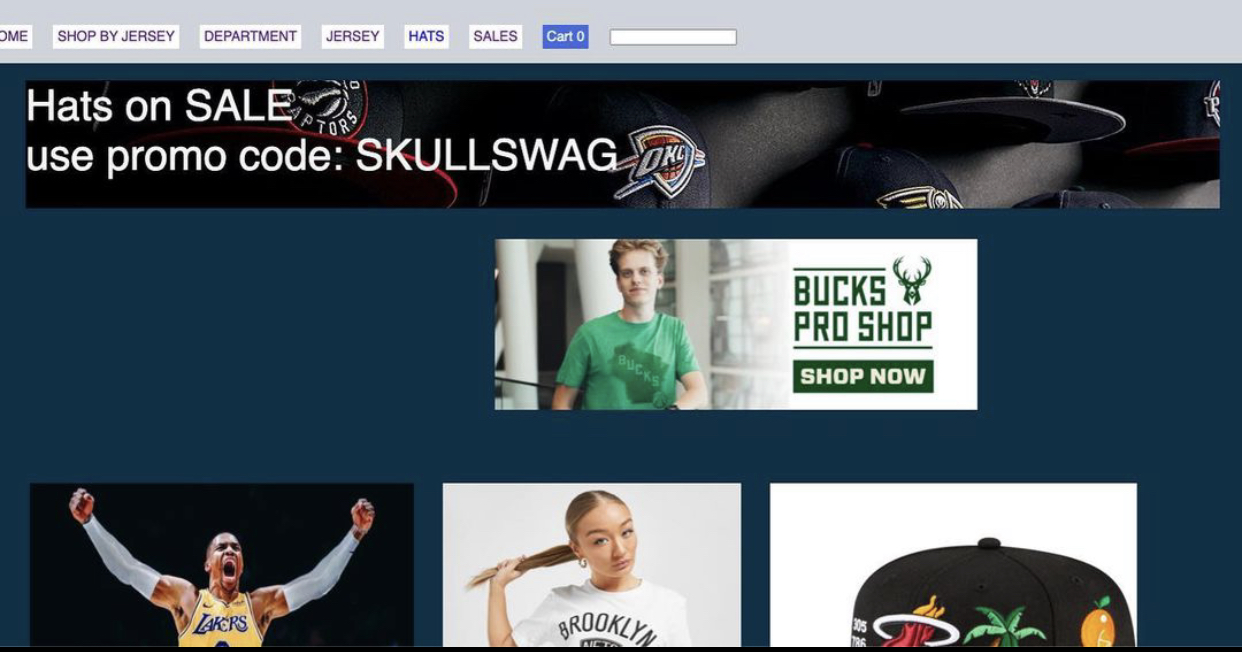 OME SHOP BY JERSEY DEPARTMENT JERSEY HATS SALES Cart 0
Hats on SALE
use promo code: SKULLSWAG
RAPTORS
OKC
BUCKS
BUCKS
PRO SHOP
SHOP NOW
LAKERS
BROOKLYN
NETS
305
786